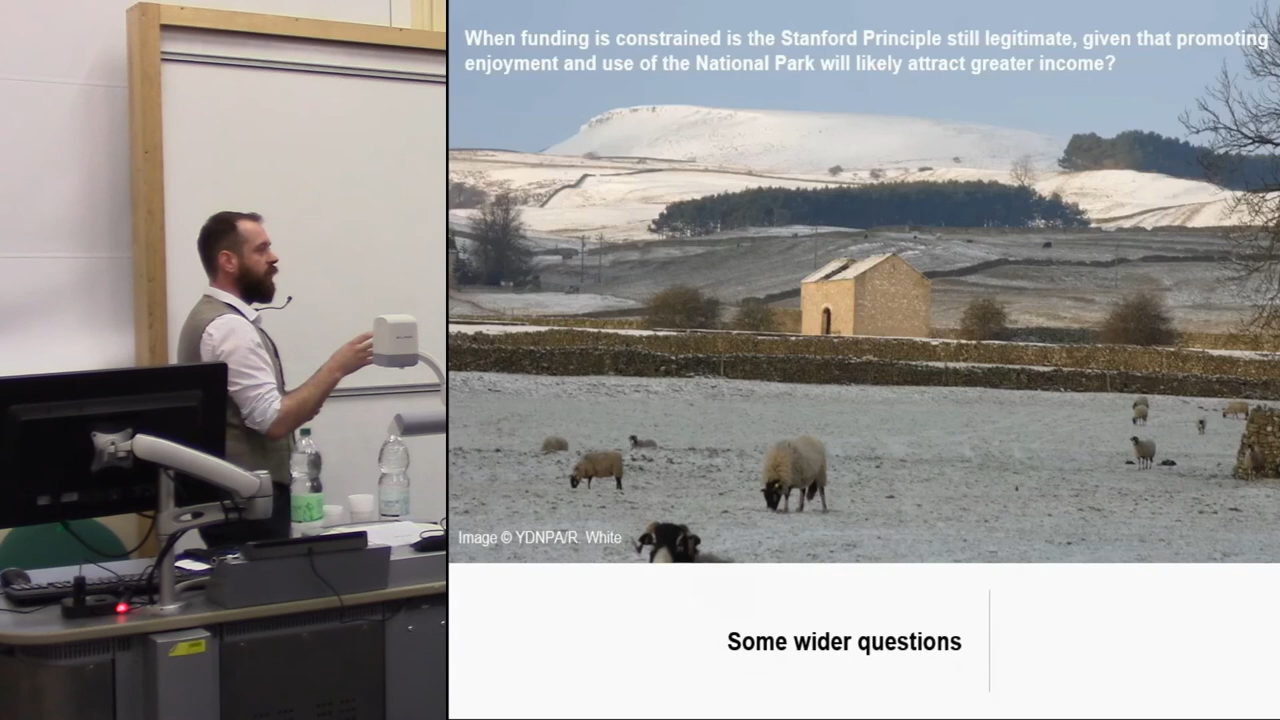 When funding is constrained is the Stanford Principle still legitimate, given that promoting
enjoyment and use of the National Park will likely attract greater income?
Image © YDNPA/R. White
Some wider questions